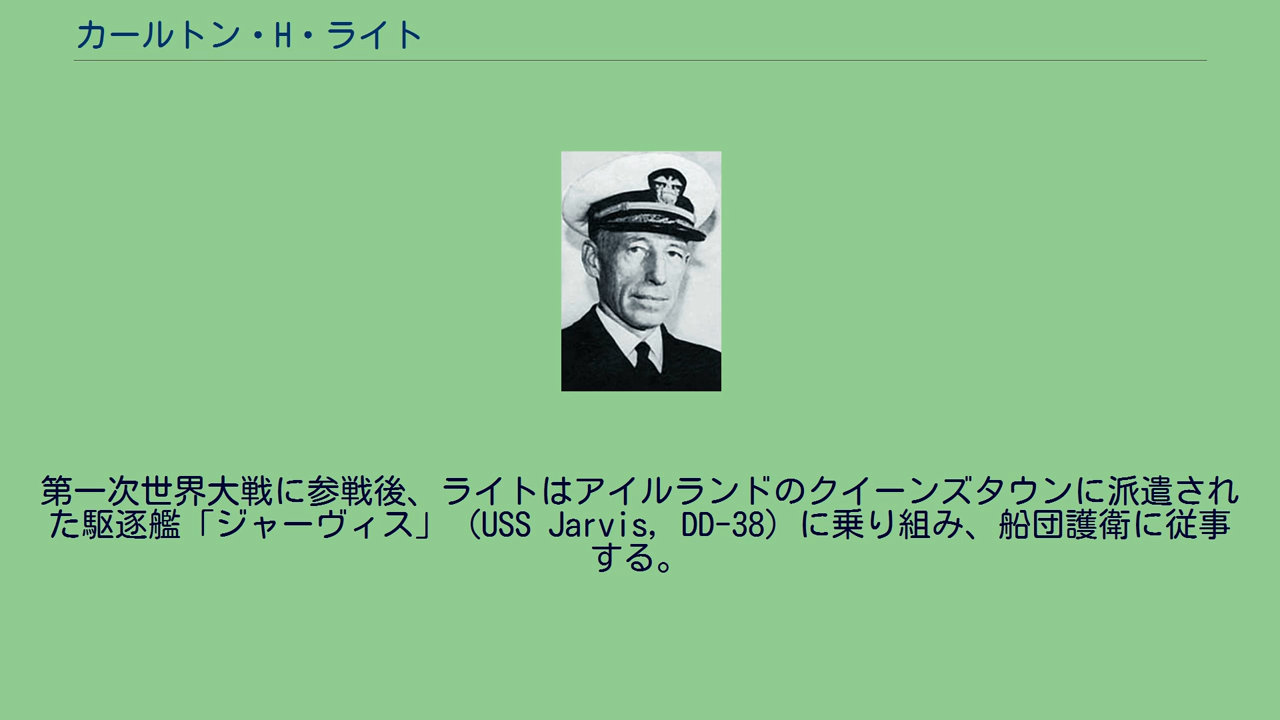 カールトン・H・ライト
第一次世界大戦に参戦後、ライトはアイルランドのクイーンズタウンに派遣され
た駆逐艦「ジャーヴィス」（USS Jarvis, DD-38）に乗り組み、船団護衛に従事
する。